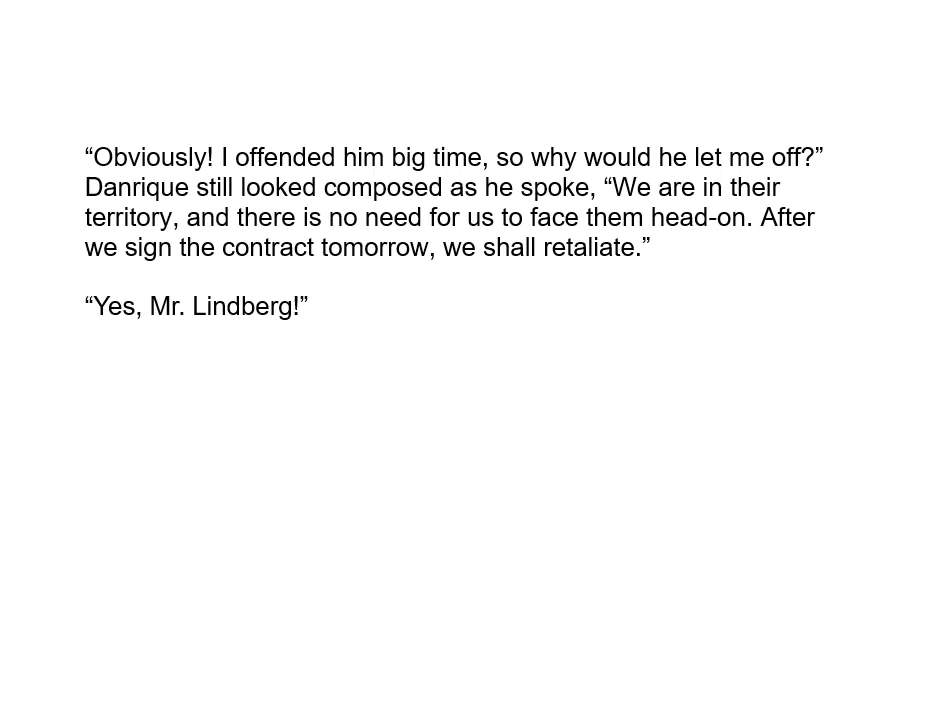 “Obviously! I offended him big time, so why would he let me off?”
Danrique still looked composed as he spoke, “We are in their
territory, and there is no need for us to face them head-on. After
we sign the contract tomorrow, we shall retaliate.”
“Yes, Mr. Lindberg!”